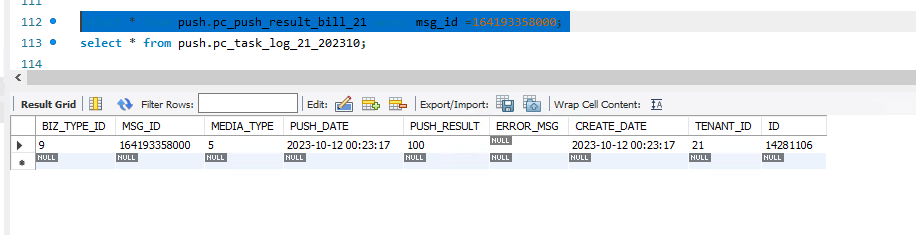 111
112 * push.pc_push_result_bill_21 msg_id =164193358000;
113 select * from push.pc_task_log_21_202310;
114
Result Grid Filter Rows: Edit: Export/Import: Wrap Cell Content:
BIZ_TYPE_ID MSG_ID MEDIA_TYPE PUSH_DATE PUSH_RESULT ERROR_MSG CREATE_DATE TENANT_ID ID
9 164193358000 5 2023-10-12 00:23:17 100 NULL 2023-10-12 00:23:17 21 14281106
NULL NULL NULL NULL NULL NULL NULL NULL NULL